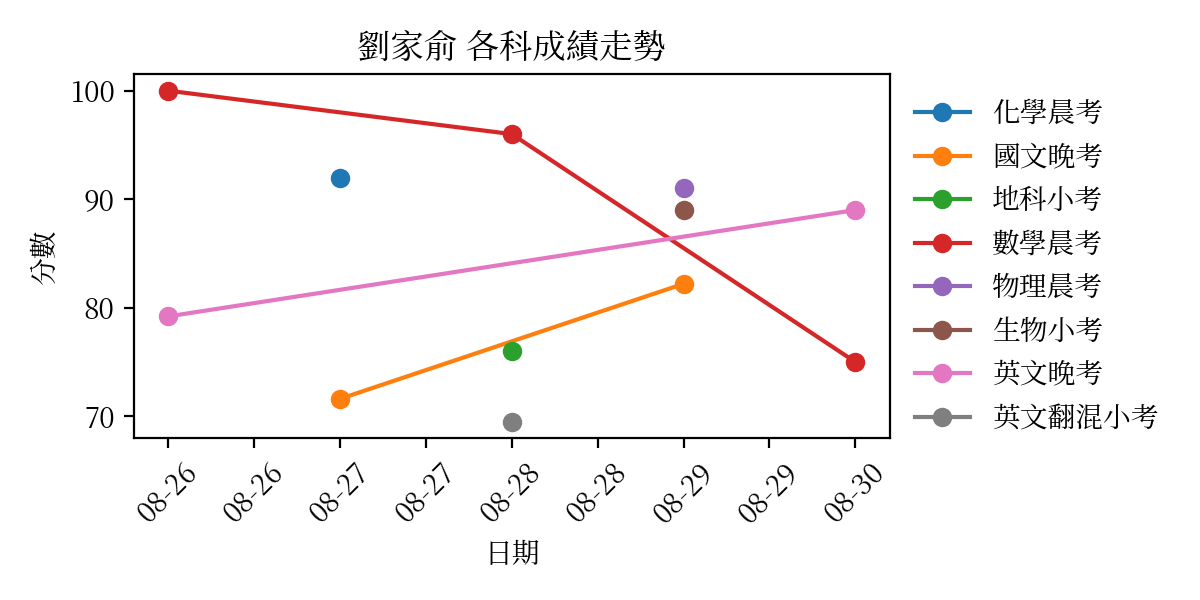 劉家俞 各科成績走勢
分數
100
90
80
70
08-26
08-26
08-27
08-27
08-28
08-28
08-29
08-29
08-30
日期
化學晨考
國文晚考
地科小考
數學晨考
物理晨考
生物小考
英文晚考
英文翻混小考